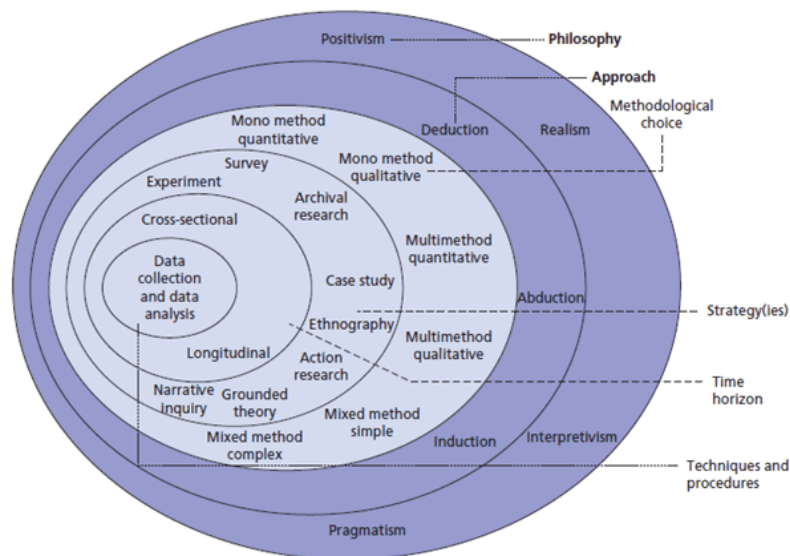 Positivism
Philosophy
Approach
Methodological
choice
Mono method
quantitative
Deduction
Realism
Survey
Mono method
qualitative
Experiment
Archival
research
Cross-sectional
Multimethod
quantitative
Data
collection
and data
analysis
Case study
Abduction
Strategy(ies)
Ethnography
Multimethod
qualitative
Longitudinal
Action
research
Time
horizon
Narrative
inquiry
Grounded
theory
Mixed method
simple
Mixed method
complex
Induction
Interpretivism
Techniques and
procedures
Pragmatism